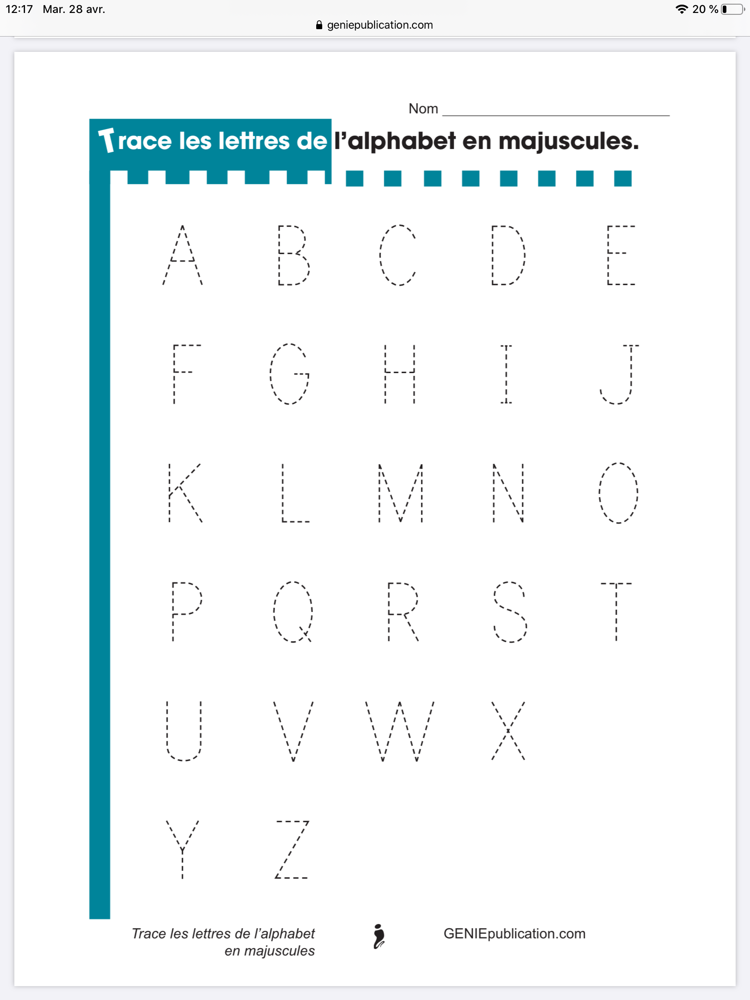 12:17 Mar. 28 avr. 20 %
geniepublication.com
Nom
Trace les lettres de l’alphabet en majuscules.
A B C D E
F G H I J
K L M N O
P Q R S T
U V W X
Y Z
Trace les lettres de l’alphabet
en majuscules
GENIEpublication.com